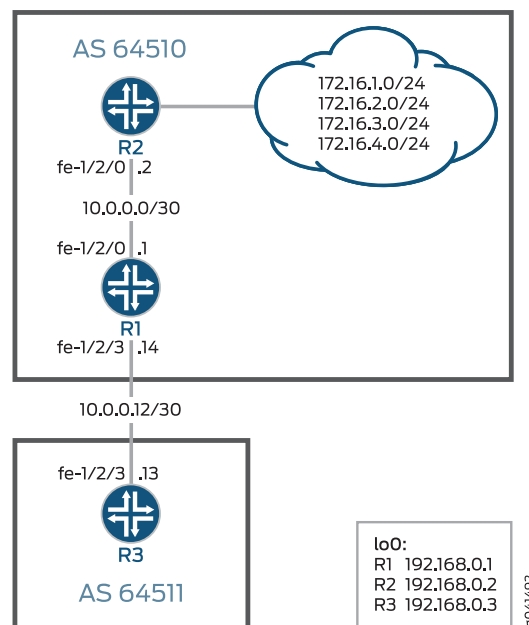 AS 64510
172.16.1.0/24
172.16.2.0/24
172.16.3.0/24
172.16.4.0/24
R2
fe-1/2/0 .2
10.0.0.0/30
fe-1/2/0 .1
R1
fe-1/2/3 .14
10.0.0.12/30
fe-1/2/3 .13
R3
AS 64511
lo0:
R1 192.168.0.1
R2 192.168.0.2
R3 192.168.0.3